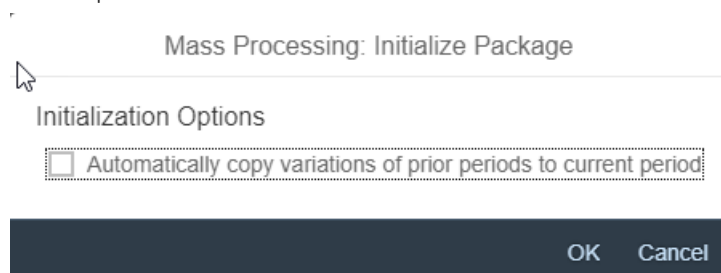 Mass Processing: Initialize Package
Initialization Options
Automatically copy variations of prior periods to current period
OK Cancel